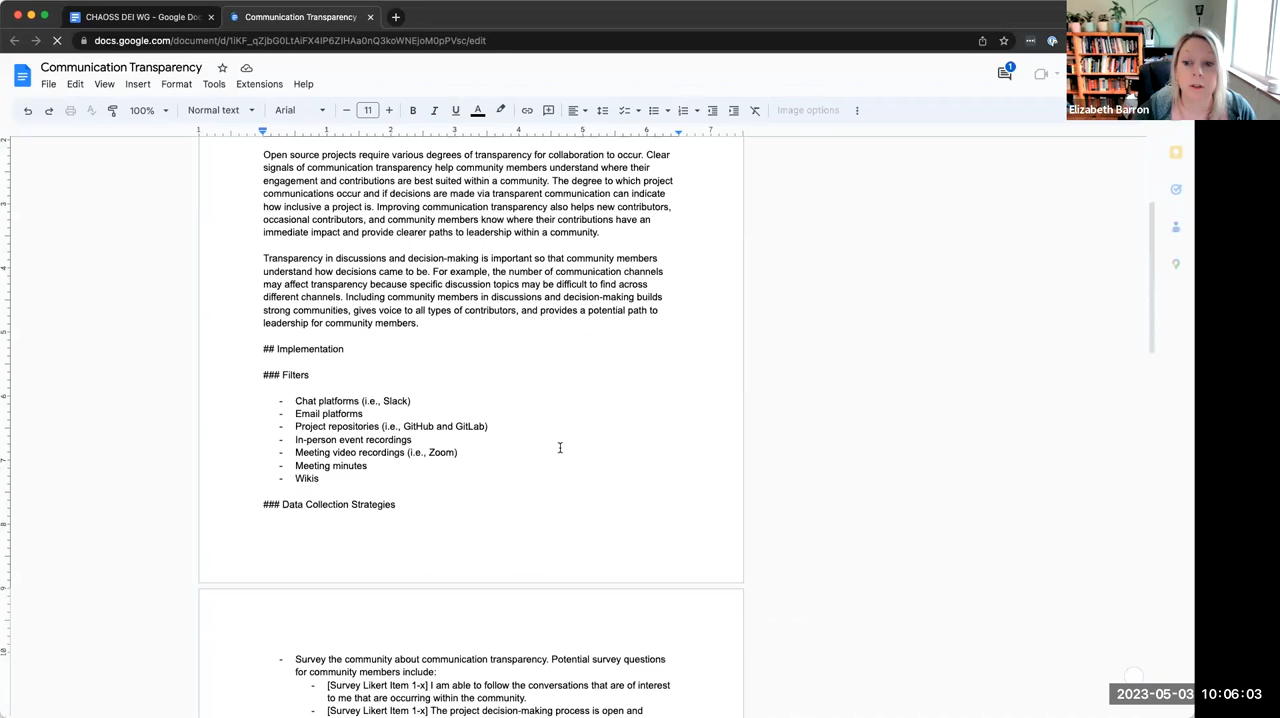 CHAOSS DEI WG - Google Doc
Communication Transparency
docs.google.com/document/d/1iKF_qZjbG0LtAiFX4IP6ZIHAa0nQ3koWNEjoM0pPVsc/edit
Communication Transparency
File Edit View Insert Format Tools Extensions Help
1
100% Normal text Arial 11 B I U A Image options
1 1 2 3 4 5 6 7
Open source projects require various degrees of transparency for collaboration to occur. Clear
signals of communication transparency help community members understand where their
engagement and contributions are best suited within a community. The degree to which project
communications occur and if decisions are made via transparent communication can indicate
how inclusive a project is. Improving communication transparency also helps new contributors,
occasional contributors, and community members know where their contributions have an
immediate impact and provide clearer paths to leadership within a community.
Transparency in discussions and decision-making is important so that community members
understand how decisions came to be. For example, the number of communication channels
may affect transparency because specific discussion topics may be difficult to find across
different channels. Including community members in discussions and decision-making builds
strong communities, gives voice to all types of contributors, and provides a potential path to
leadership for community members.
## Implementation
### Filters
- Chat platforms (i.e., Slack)
- Email platforms
- Project repositories (i.e., GitHub and GitLab)
- In-person event recordings
- Meeting video recordings (i.e., Zoom)
- Meeting minutes
- Wikis
### Data Collection Strategies
- Survey the community about communication transparency. Potential survey questions
for community members include:
- [Survey Likert Item 1-x] I am able to follow the conversations that are of interest
to me that are occurring within the community.
- [Survey Likert Item 1-x] The project decision-making process is open and
Elizabeth Barron
2023-05-03 10:06:03